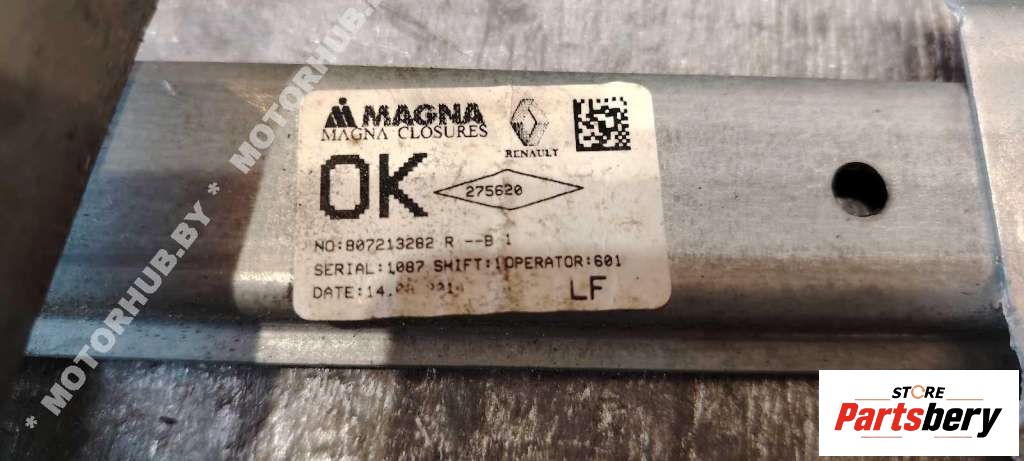 MAGNA
MAGNA CLOSURES
RENAULT
OK
275620
NO:807213282 R --B 1
SERIAL:1087 SHIFT:1 OPERATOR:601
LF
* MOTORHUB.BY * MOTORHUB.BY
STORE
Partsbery